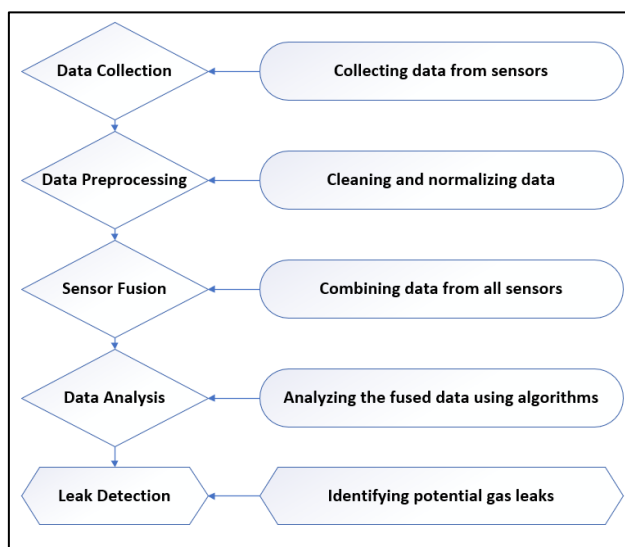 Data Collection
Collecting data from sensors
Data Preprocessing
Cleaning and normalizing data
Sensor Fusion
Combining data from all sensors
Data Analysis
Analyzing the fused data using algorithms
Leak Detection
Identifying potential gas leaks